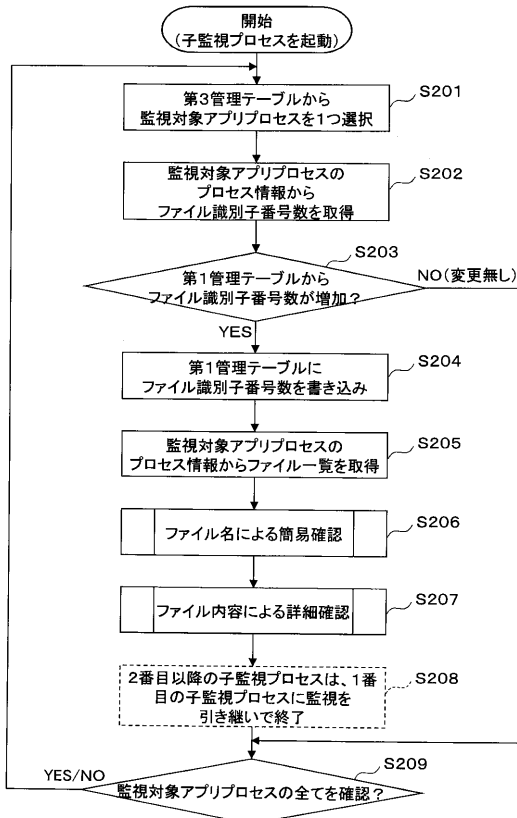 開始
(子監視プロセスを起動)
第3管理テーブルから
監視対象アプリプロセスを1つ選択
S201
監視対象アプリプロセスの
プロセス情報から
ファイル識別子番号数を取得
S202
S203
第1管理テーブルから
ファイル識別子番号数が増加?
NO(変更無し)
YES
第1管理テーブルに
ファイル識別子番号数を書き込み
S204
監視対象アプリプロセスの
プロセス情報からファイル一覧を取得
S205
ファイル名による簡易確認
S206
ファイル内容による詳細確認
S207
2番目以降の子監視プロセスは、1番
目の子監視プロセスに監視を
引き継いで終了
S208
YES/NO
S209
監視対象アプリプロセスの全てを確認?